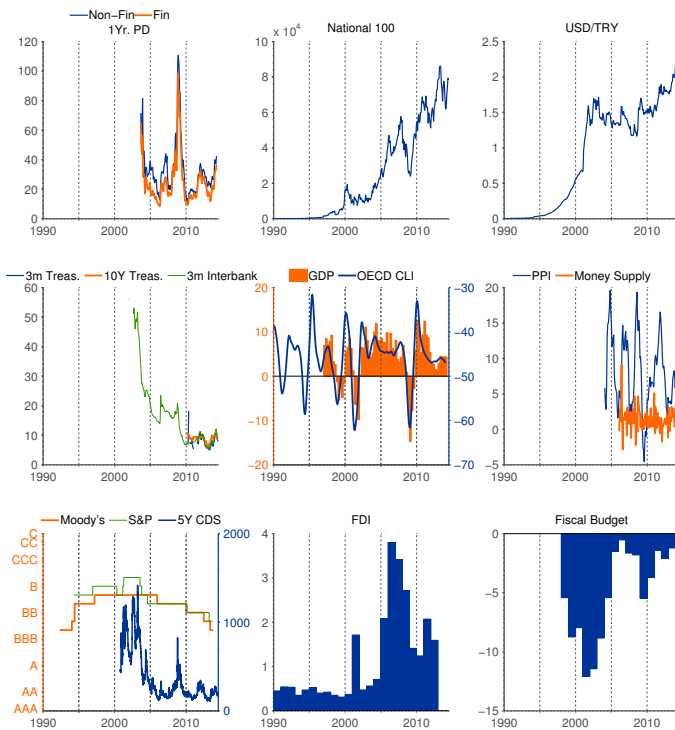 Non-Fin Fin
1Yr. PD
120
100
80
60
40
20
0
1990 2000 2010
x 10⁴
National 100
10
8
6
4
2
0
1990 2000 2010
USD/TRY
2.5
2
1.5
1
0.5
0
1990 2000 2010
3m Treas. 10Y Treas. 3m Interbank
60
50
40
30
20
10
0
1990 2000 2010
GDP OECD CLI
20 −30
10 −40
0 −50
−10 −60
−20 −70
1990 2000 2010
PPI Money Supply
20
15
10
5
0
−5
1990 2000 2010
Moody's S&P 5Y CDS
C 2000
CC
CCC
B
BB 1000
BBB
A
AA
AAA 0
1990 2000 2010
FDI
4
3
2
1
0
1990 2000 2010
Fiscal Budget
0
−5
−10
−15
1990 2000 2010